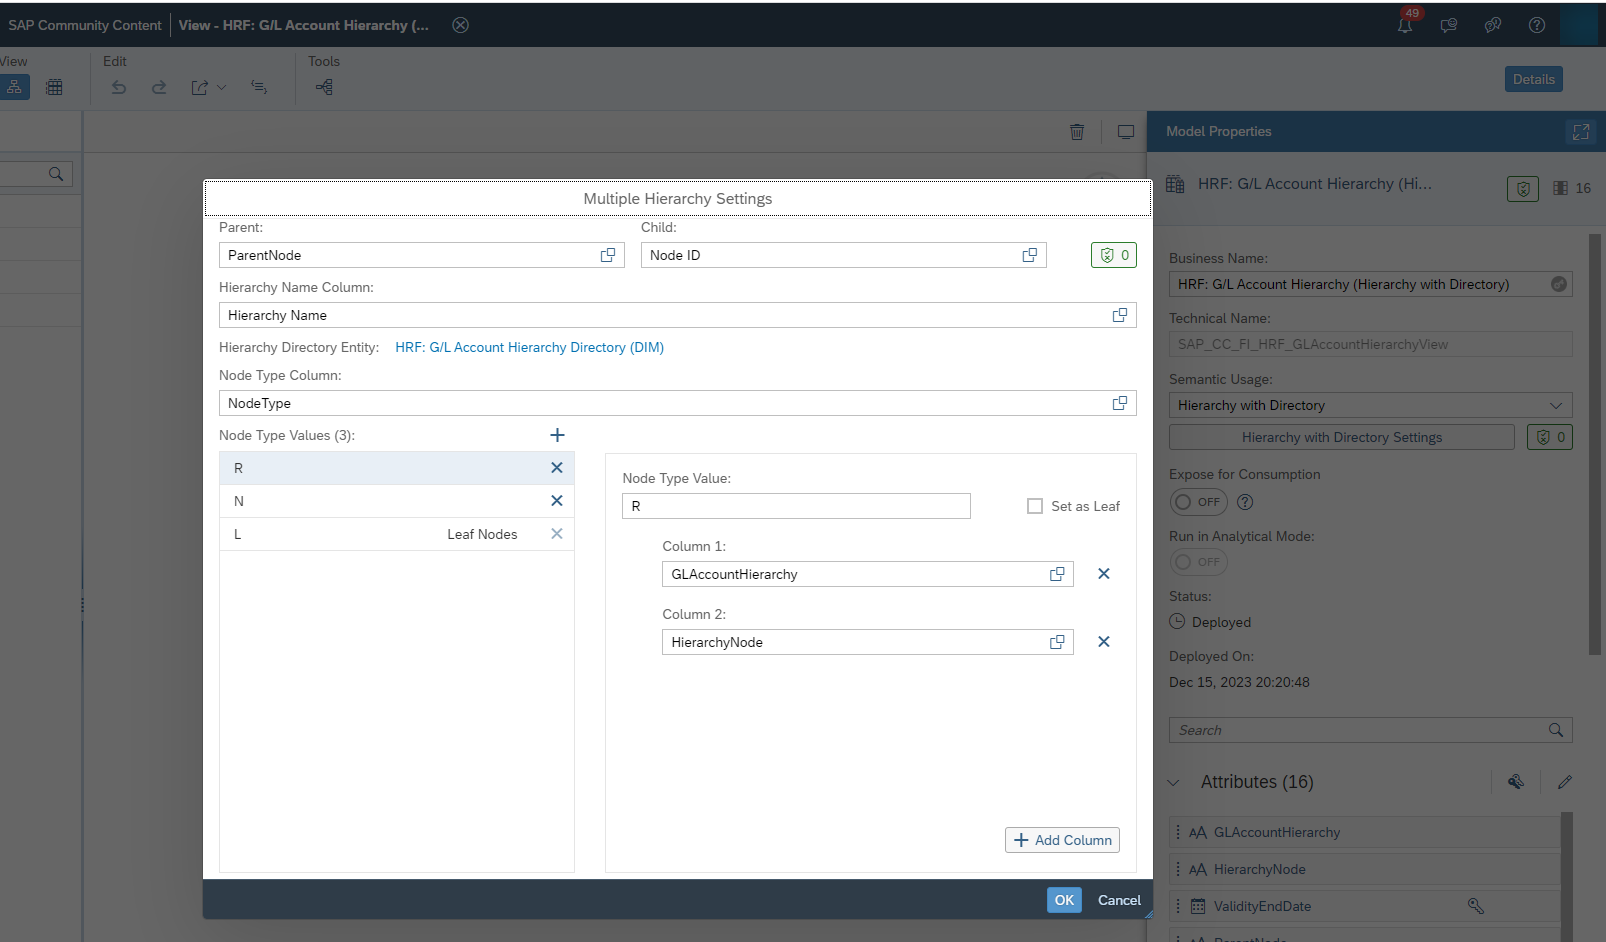 SAP Community Content
View - HRF: G/L Account Hierarchy (...
49
View
Edit
Tools
Details
Model Properties
HRF: G/L Account Hierarchy (Hi...
16
Business Name:
HRF: G/L Account Hierarchy (Hierarchy with Directory)
Technical Name:
SAP_CC_FI_HRF_GLAccountHierarchyView
Semantic Usage:
Hierarchy with Directory
Hierarchy with Directory Settings
0
Expose for Consumption
OFF
Run in Analytical Mode:
OFF
Status:
Deployed
Deployed On:
Dec 15, 2023 20:20:48
Search
Attributes (16)
GLAccountHierarchy
HierarchyNode
ValidityEndDate
ParentNode
Multiple Hierarchy Settings
Parent:
Child:
ParentNode
Node ID
0
Hierarchy Name Column:
Hierarchy Name
Hierarchy Directory Entity: HRF: G/L Account Hierarchy Directory (DIM)
Node Type Column:
NodeType
Node Type Values (3):
R
N
L Leaf Nodes
Node Type Value:
R
Set as Leaf
Column 1:
GLAccountHierarchy
Column 2:
HierarchyNode
Add Column
OK
Cancel